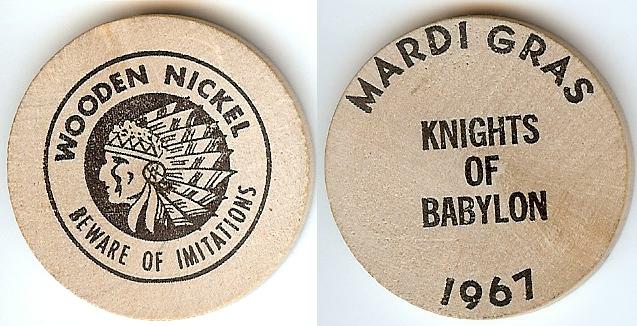 WOODEN NICKEL
BEWARE OF IMITATIONS
MARDI GRAS
KNIGHTS
OF
BABYLON
1967